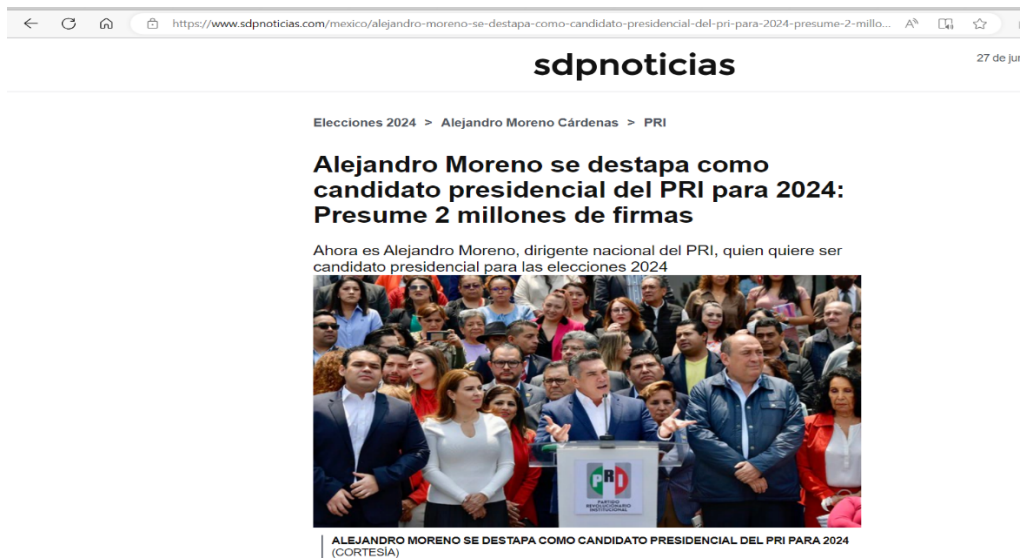 https://www.sdpnoticias.com/mexico/alejandro-moreno-se-destapa-como-candidato-presidencial-del-pri-para-2024-presume-2-millo...
sdpnoticias
27 de
Elecciones 2024 > Alejandro Moreno Cárdenas > PRI
Alejandro Moreno se destapa como
candidato presidencial del PRI para 2024:
Presume 2 millones de firmas
Ahora es Alejandro Moreno, dirigente nacional del PRI, quien quiere ser
candidato presidencial para las elecciones 2024
PRI
PARTIDO
REVOLUCIONARIO
INSTITUCIONAL
ALEJANDRO MORENO SE DESTAPA COMO CANDIDATO PRESIDENCIAL DEL PRI PARA 2024
(CORTESÍA)